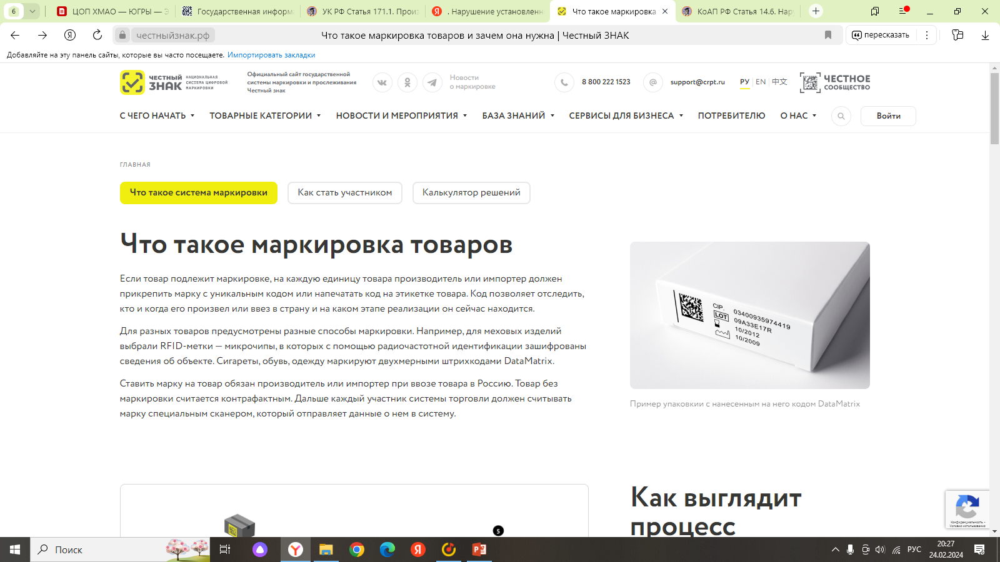 6
ЦОП ХМАО — ЮГРЫ — Э
Государственная информ
УК РФ Статья 171.1. Произ
. Нарушение установлен
Что такое маркировка
КоАП РФ Статья 14.6. Нару
честныйзнак.рф
Что такое маркировка товаров и зачем она нужна | Честный ЗНАК
пересказать
Добавляйте на эту панель сайты, которые вы часто посещаете. Импортировать закладки
ЧЕСТНЫЙ ЗНАК
НАЦИОНАЛЬНАЯ
СИСТЕМА ЦИФРОВОЙ
МАРКИРОВКИ
Официальный сайт государственной
системы маркировки и прослеживания
Честный знак
Новости
о маркировке
8 800 222 1523
support@crpt.ru
РУ | EN | 中文
ЧЕСТНОЕ
СООБЩЕСТВО
С ЧЕГО НАЧАТЬ
ТОВАРНЫЕ КАТЕГОРИИ
НОВОСТИ И МЕРОПРИЯТИЯ
БАЗА ЗНАНИЙ
СЕРВИСЫ ДЛЯ БИЗНЕСА
ПОТРЕБИТЕЛЮ
О НАС
Войти
ГЛАВНАЯ
Что такое система маркировки
Как стать участником
Калькулятор решений
Что такое маркировка товаров
Если товар подлежит маркировке, на каждую единицу товара производитель или импортер должен
прикрепить марку с уникальным кодом или напечатать код на этикетке товара. Код позволяет отследить,
кто и когда его произвел или ввез в страну и на каком этапе реализации он сейчас находится.
Для разных товаров предусмотрены разные способы маркировки. Например, для меховых изделий
выбрали RFID-метки — микрочипы, в которых с помощью радиочастотной идентификации зашифрованы
сведения об объекте. Сигареты, обувь, одежду маркируют двухмерными штрихкодами DataMatrix.
Ставить марку на товар обязан производитель или импортер при ввозе товара в Россию. Товар без
маркировки считается контрафактным. Дальше каждый участник системы торговли должен считывать
марку специальным сканером, который отправляет данные о нем в систему.
CIP. 03400935974419
LOT 09A33E17R
10/2012
10/2009
Пример упаковкии с нанесенным на него кодом DataMatrix
Как выглядит
процесс
Конфиденциальность -
Условия использования
5
Поиск
РУС
20:27
24.02.2024